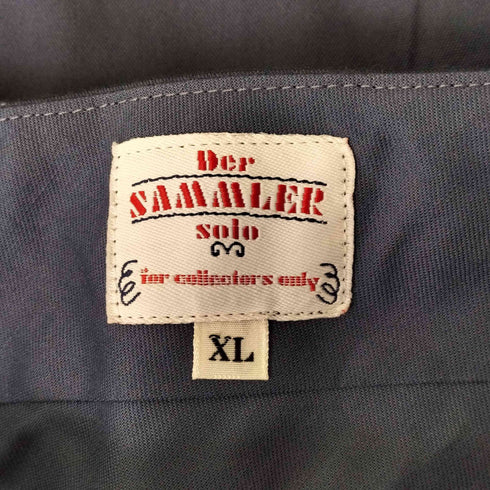 Der
SAMMLER
solo
for collectors only
XL